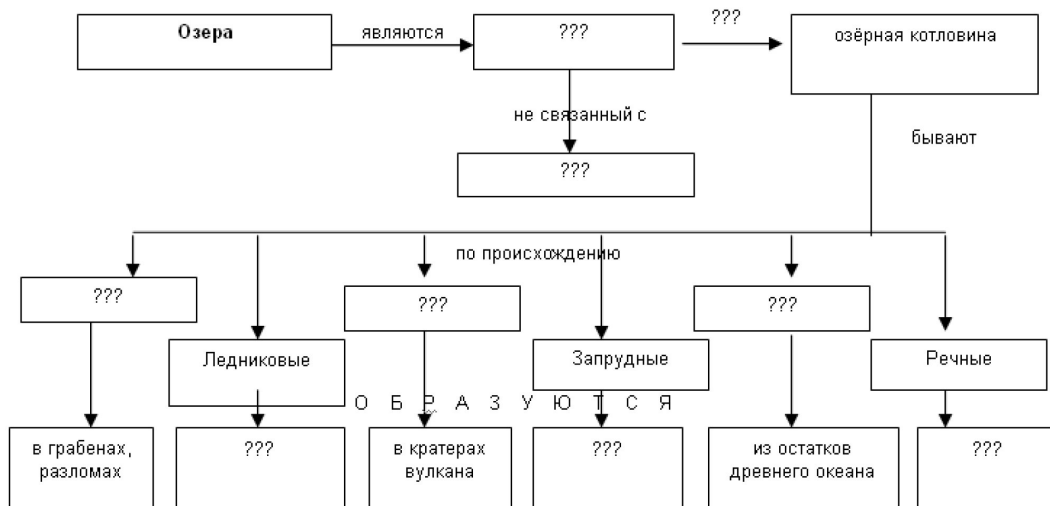 Озера
являются
???
???
озёрная котловина
не связанный с
бывают
???
по происхождению
???
???
???
Ледниковые
Запрудные
Речные
О Б Р А З У Ю Т С Я
в грабенах,
разломах
???
в кратерах
вулкана
???
из остатков
древнего океана
???